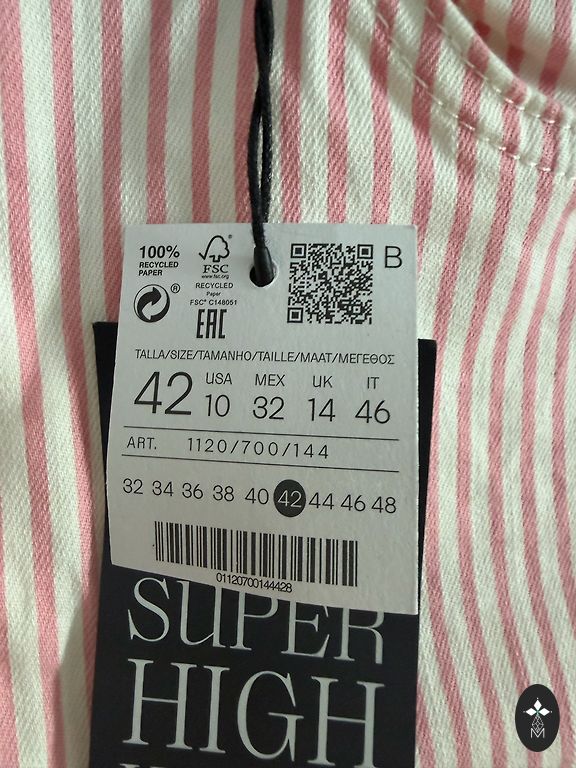 100%
RECYCLED
PAPER
FSC
www.fsc.org
RECYCLED
Paper
FSC® C148051
®
EAC
B
TALLA/SIZE/TAMANHO/TAILLE/MAAT/ΜΕΓΕΘΟΣ
42 USA MEX UK IT
10 32 14 46
ART. 1120/700/144
32 34 36 38 40 42 44 46 48
01120700144428
SUPER
HIGH
M